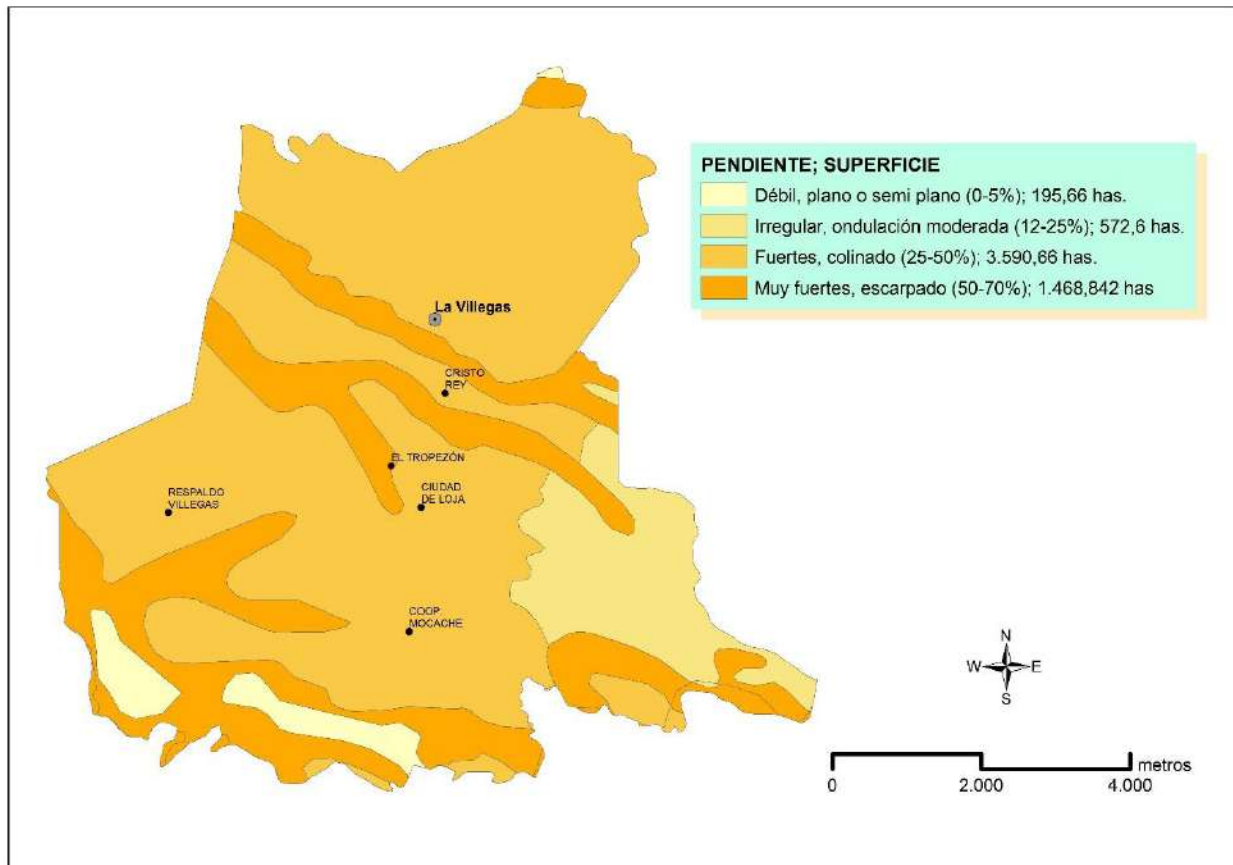 PENDIENTE; SUPERFICIE
Débil, plano o semi plano (0-5%); 195,66 has.
Irregular, ondulación moderada (12-25%); 572,6 has.
Fuertes, colinado (25-50%); 3.590,66 has.
Muy fuertes, escarpado (50-70%); 1.468,842 has
La Villegas
CRISTO
REY
EL TROPEZÓN
CIUDAD
DE LOJA
RESPALDO
VILLEGAS
COOP.
MOCACHE
N
W
E
S
metros
0
2.000
4.000